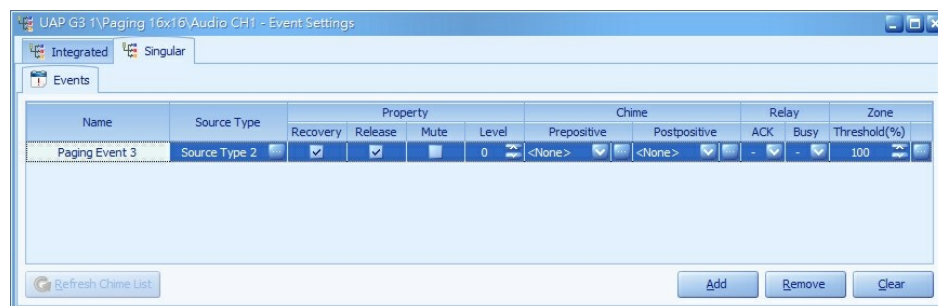 UAP G3 1\Paging 16x16\Audio CH1 - Event Settings
Integrated Singular
Events
Name Source Type Property Chime Relay Zone
Recovery Release Mute Level Prepositive Postpositive ACK Busy Threshold(%)
Paging Event 3 Source Type 2 ... 0 <None> ... <None> ... - - 100 ...
Refresh Chime List Add Remove Clear